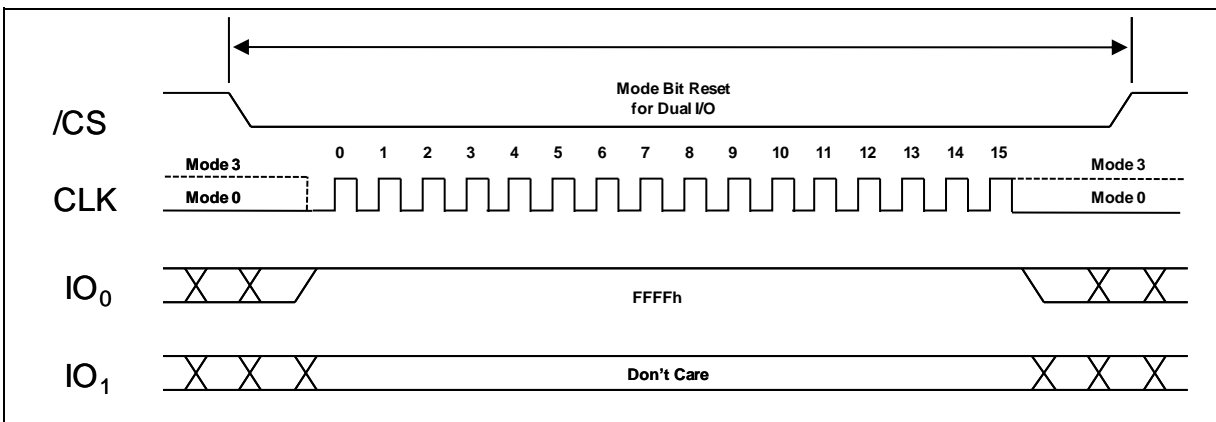 Mode Bit Reset
for Dual I/O
/CS
0 1 2 3 4 5 6 7 8 9 10 11 12 13 14 15
Mode 3 Mode 3
CLK Mode 0 Mode 0
IO0 FFFFh
IO1 Don't Care